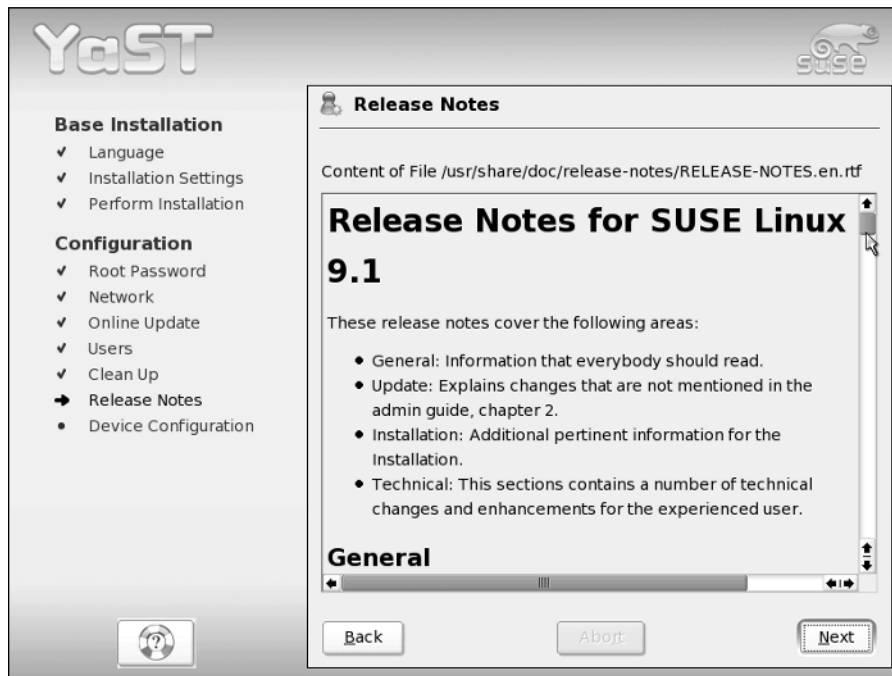 YaST
SUSE
Base Installation
Language
Installation Settings
Perform Installation
Configuration
Root Password
Network
Online Update
Users
Clean Up
Release Notes
Device Configuration
Release Notes
Content of File /usr/share/doc/release-notes/RELEASE-NOTES.en.rtf
Release Notes for SUSE Linux
9.1
These release notes cover the following areas:
General: Information that everybody should read.
Update: Explains changes that are not mentioned in the
admin guide, chapter 2.
Installation: Additional pertinent information for the
Installation.
Technical: This sections contains a number of technical
changes and enhancements for the experienced user.
General
?
Back
Abort
Next